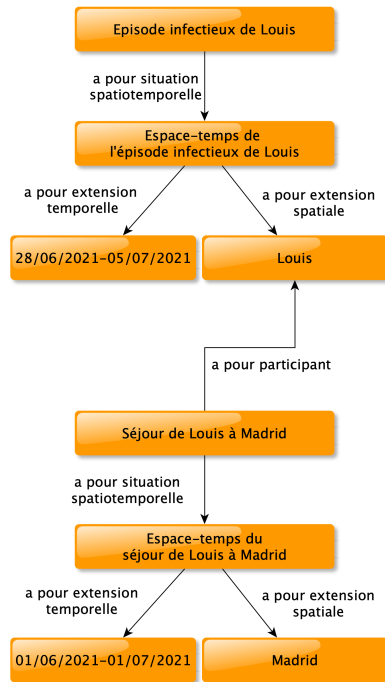 Episode infectieux de Louis
a pour situation
spatiotemporelle
Espace-temps de
l'épisode infectieux de Louis
a pour extension
temporelle
a pour extension
spatiale
28/06/2021-05/07/2021
Louis
a pour participant
Séjour de Louis à Madrid
a pour situation
spatiotemporelle
Espace-temps du
séjour de Louis à Madrid
a pour extension
temporelle
a pour extension
spatiale
01/06/2021-01/07/2021
Madrid